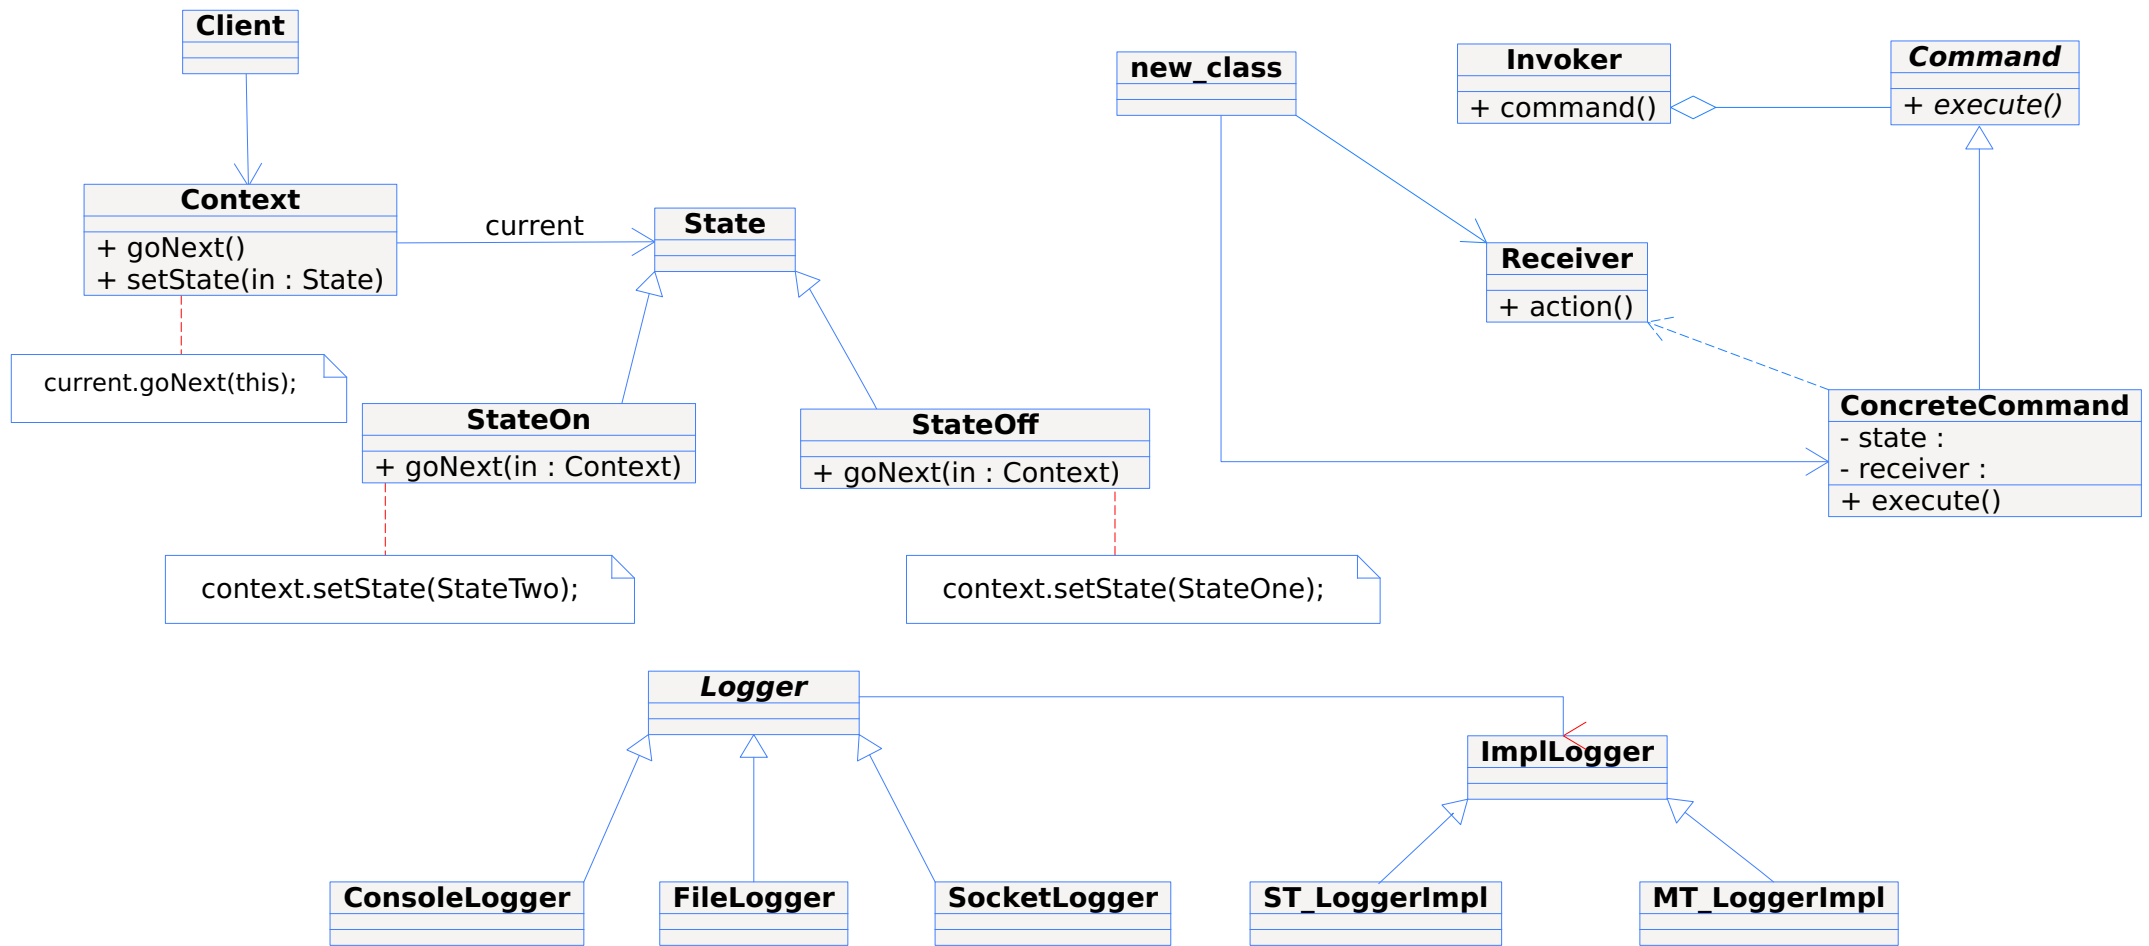 Client
Context
+ goNext()
+ setState(in : State)
current.goNext(this);
current
State
StateOn
+ goNext(in : Context)
context.setState(StateTwo);
StateOff
+ goNext(in : Context)
context.setState(StateOne);
new_class
Invoker
+ command()
Command
+ execute()
Receiver
+ action()
ConcreteCommand
- state :
- receiver :
+ execute()
Logger
ImplLogger
ConsoleLogger
FileLogger
SocketLogger
ST_LoggerImpl
MT_LoggerImpl